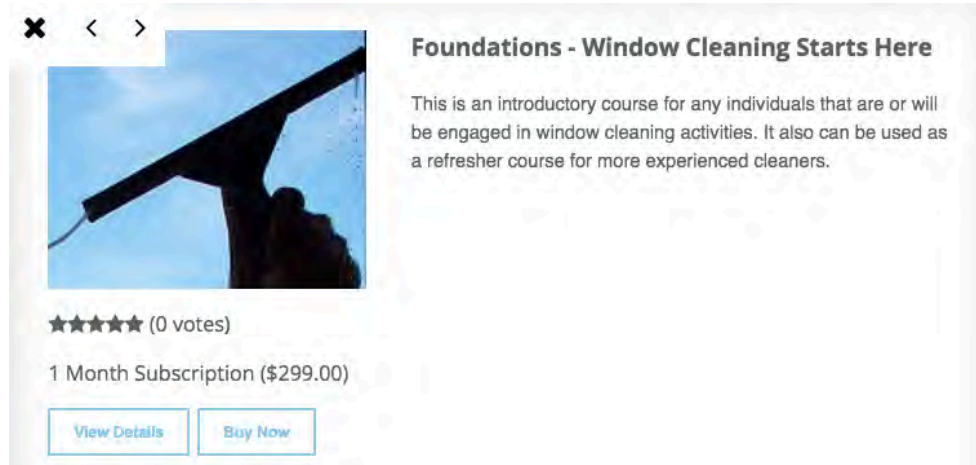 Foundations - Window Cleaning Starts Here
This is an introductory course for any individuals that are or will
be engaged in window cleaning activities. It also can be used as
a refresher course for more experienced cleaners.
(0 votes)
1 Month Subscription ($299.00)
View Details
Buy Now